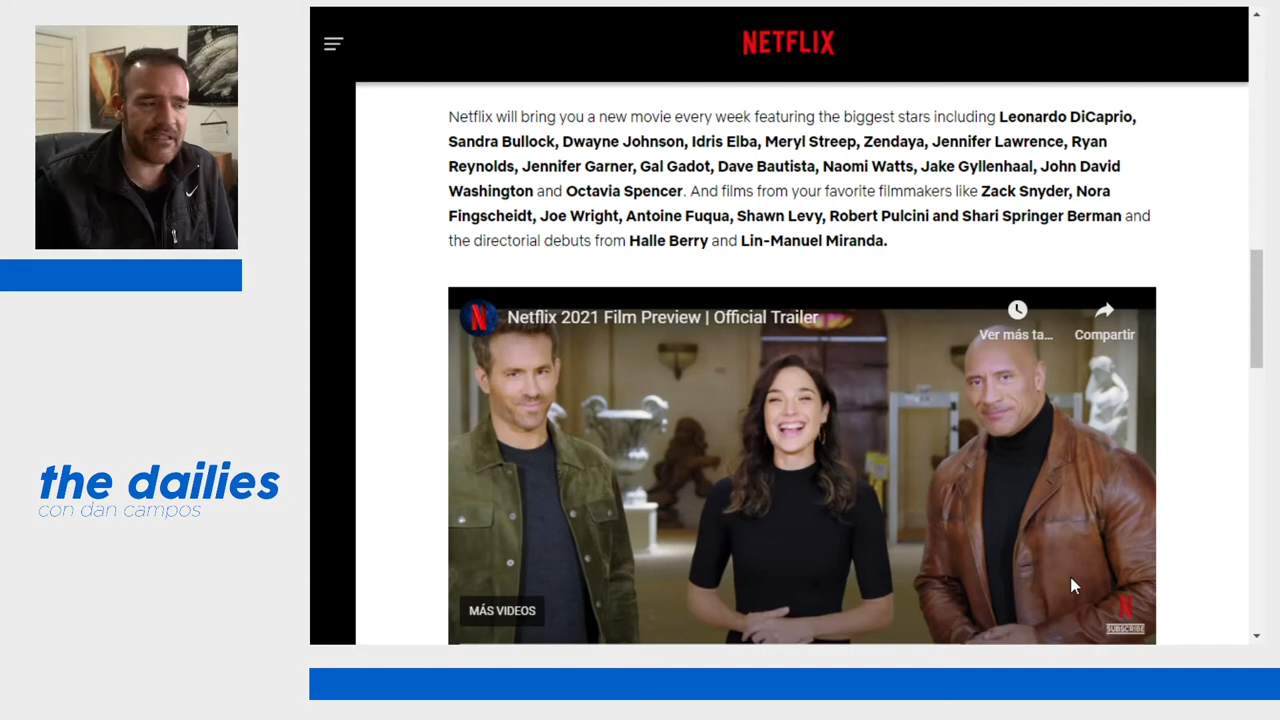 NETFLIX
Netflix will bring you a new movie every week featuring the biggest stars including Leonardo DiCaprio,
Sandra Bullock, Dwayne Johnson, Idris Elba, Meryl Streep, Zendaya, Jennifer Lawrence, Ryan
Reynolds, Jennifer Garner, Gal Gadot, Dave Bautista, Naomi Watts, Jake Gyllenhaal, John David
Washington and Octavia Spencer. And films from your favorite filmmakers like Zack Snyder, Nora
Fingscheidt, Joe Wright, Antoine Fuqua, Shawn Levy, Robert Pulcini and Shari Springer Berman and
the directorial debuts from Halle Berry and Lin-Manuel Miranda.
N
Netflix 2021 Film Preview | Official Trailer
Ver más ta...
Compartir
MÁS VIDEOS
N
SUBSCRIBE
the dailies
con dan campos